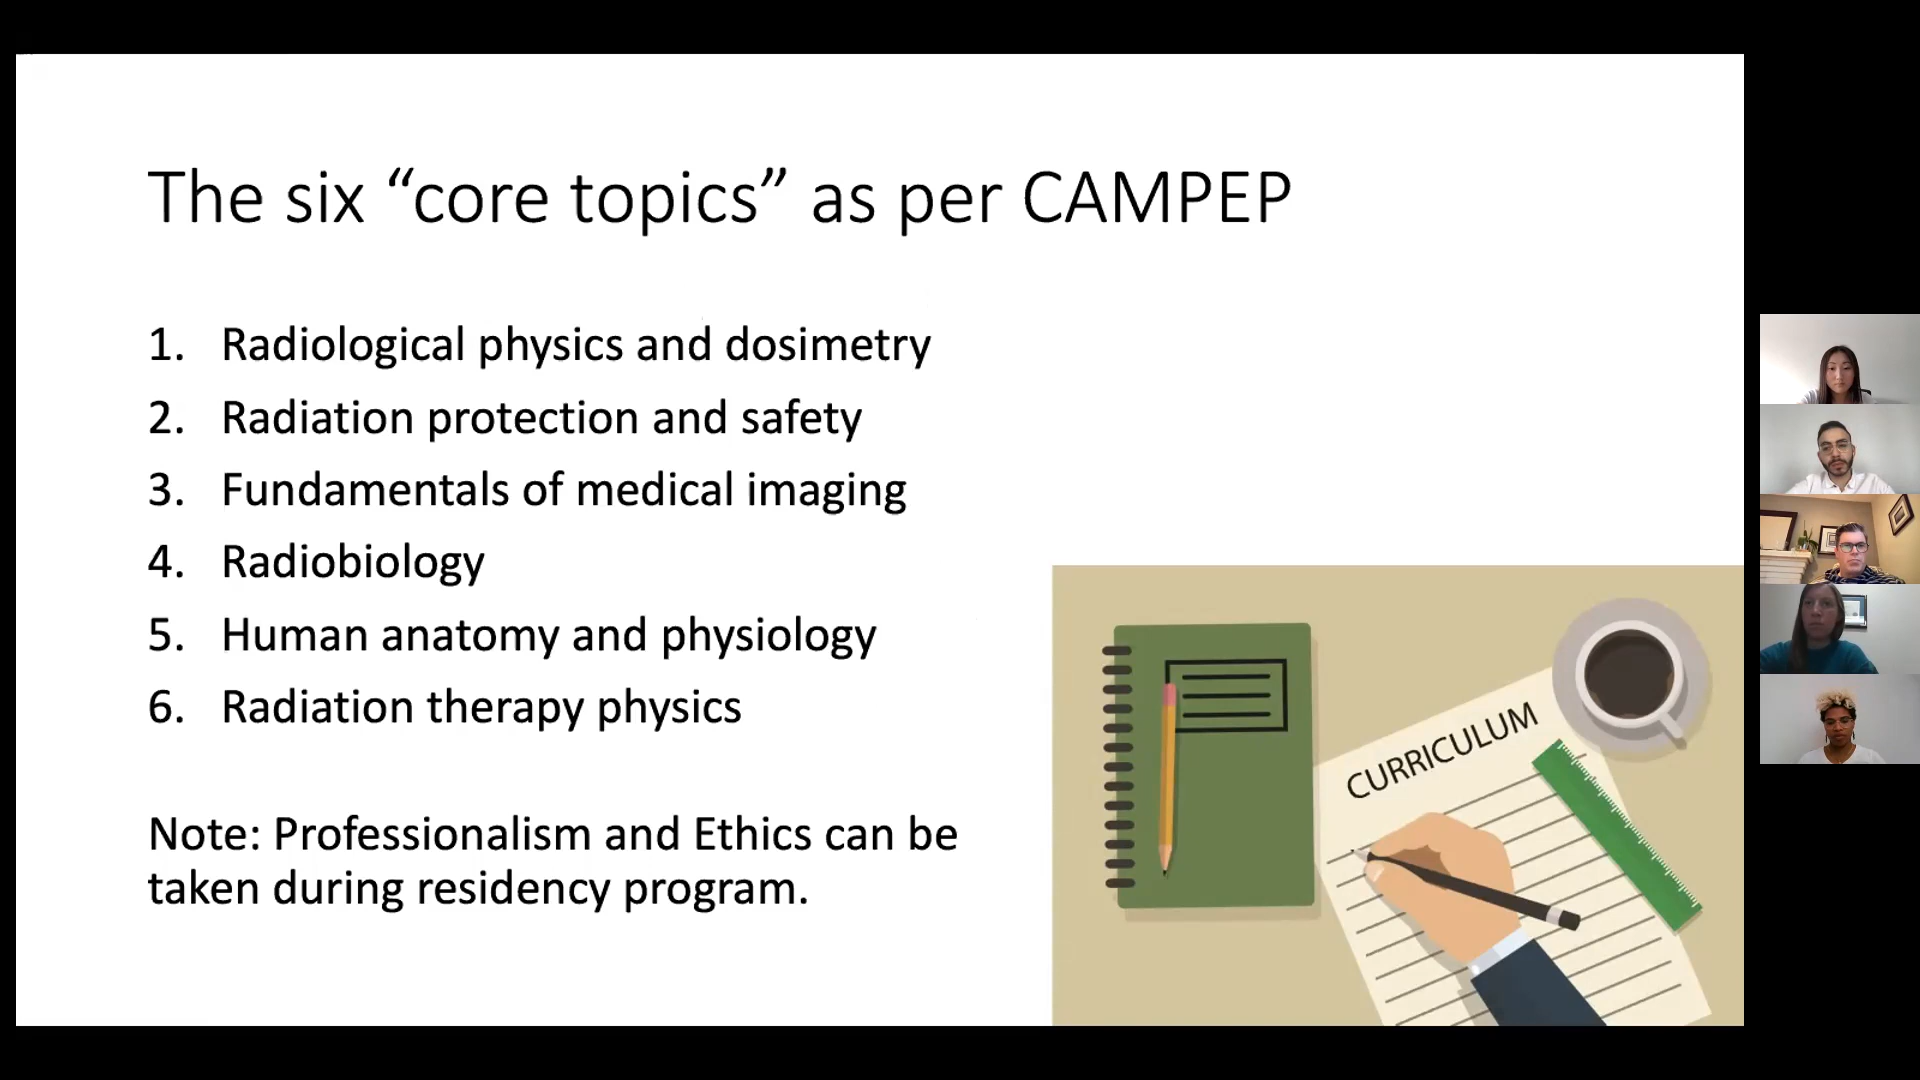 The six “core topics” as per CAMPEP
1. Radiological physics and dosimetry
2. Radiation protection and safety
3. Fundamentals of medical imaging
4. Radiobiology
5. Human anatomy and physiology
6. Radiation therapy physics
Note: Professionalism and Ethics can be
taken during residency program.
CURRICULUM